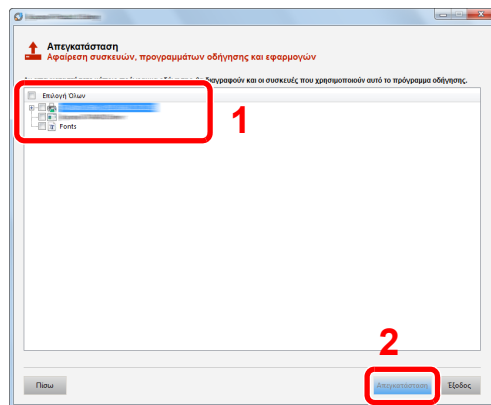 Απεγκατάσταση
Αφαίρεση συσκευών, προγραμμάτων οδήγησης και εφαρμογών
διαγραφούν και οι συσκευές που χρησιμοποιούν αυτό το πρόγραμμα οδήγησης.
Επιλογή Όλων
Fonts
1
2
Πίσω
Απεγκατάσταση
Έξοδος